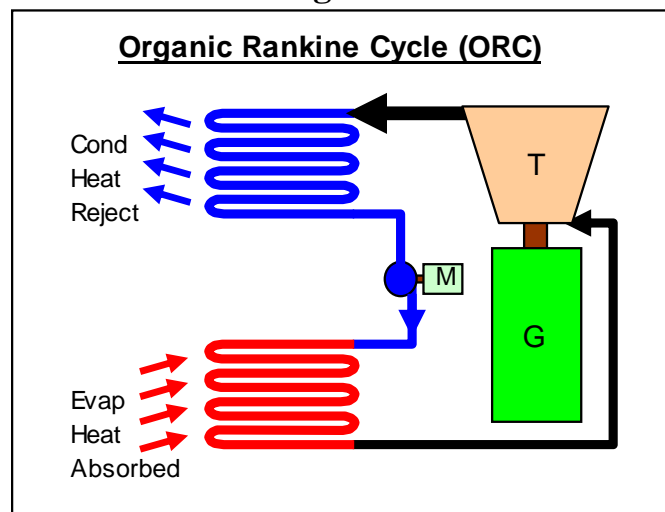 Organic Rankine Cycle (ORC)
Cond
Heat
Reject
T
M
G
Evap
Heat
Absorbed